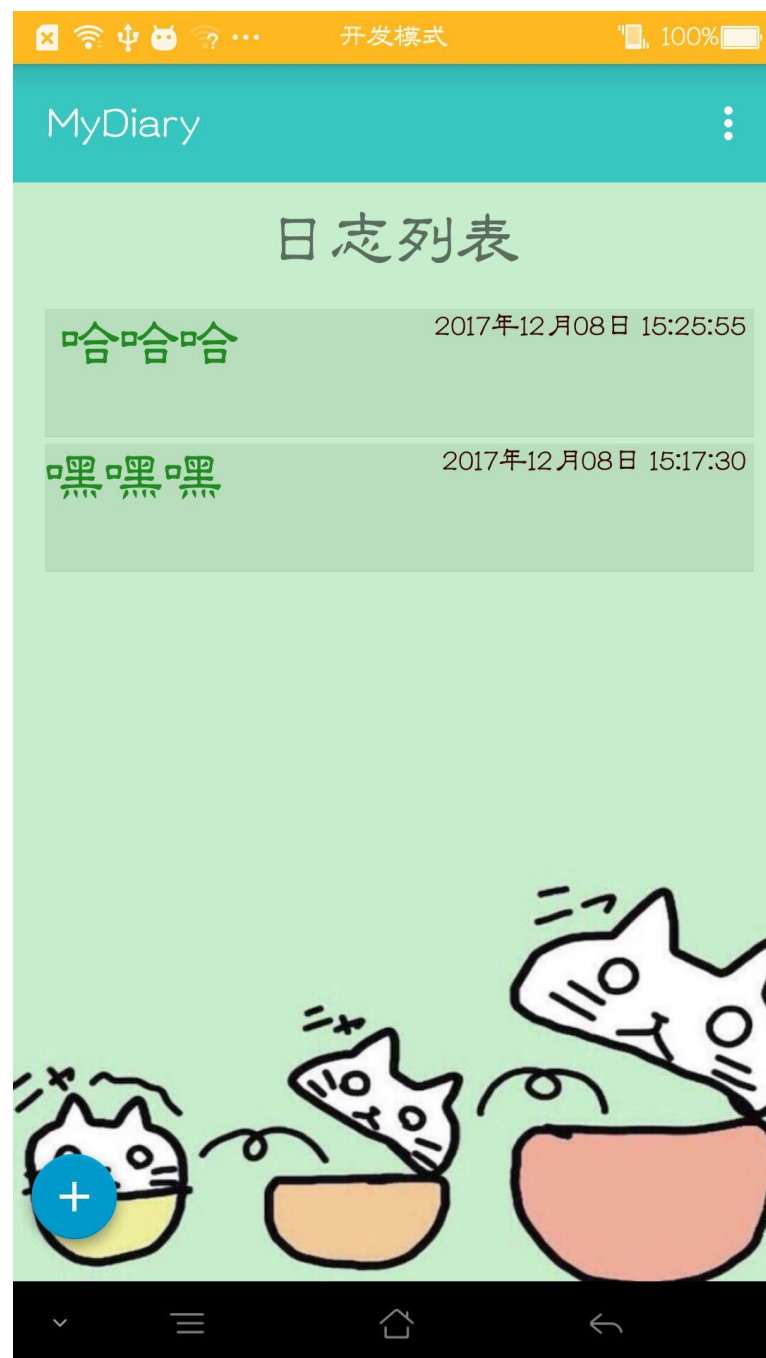 开发模式 100%
MyDiary
日志列表
哈哈哈 2017年12月08日 15:25:55
嘿嘿嘿 2017年12月08日 15:17:30
ニっ
ニャ
ニャ